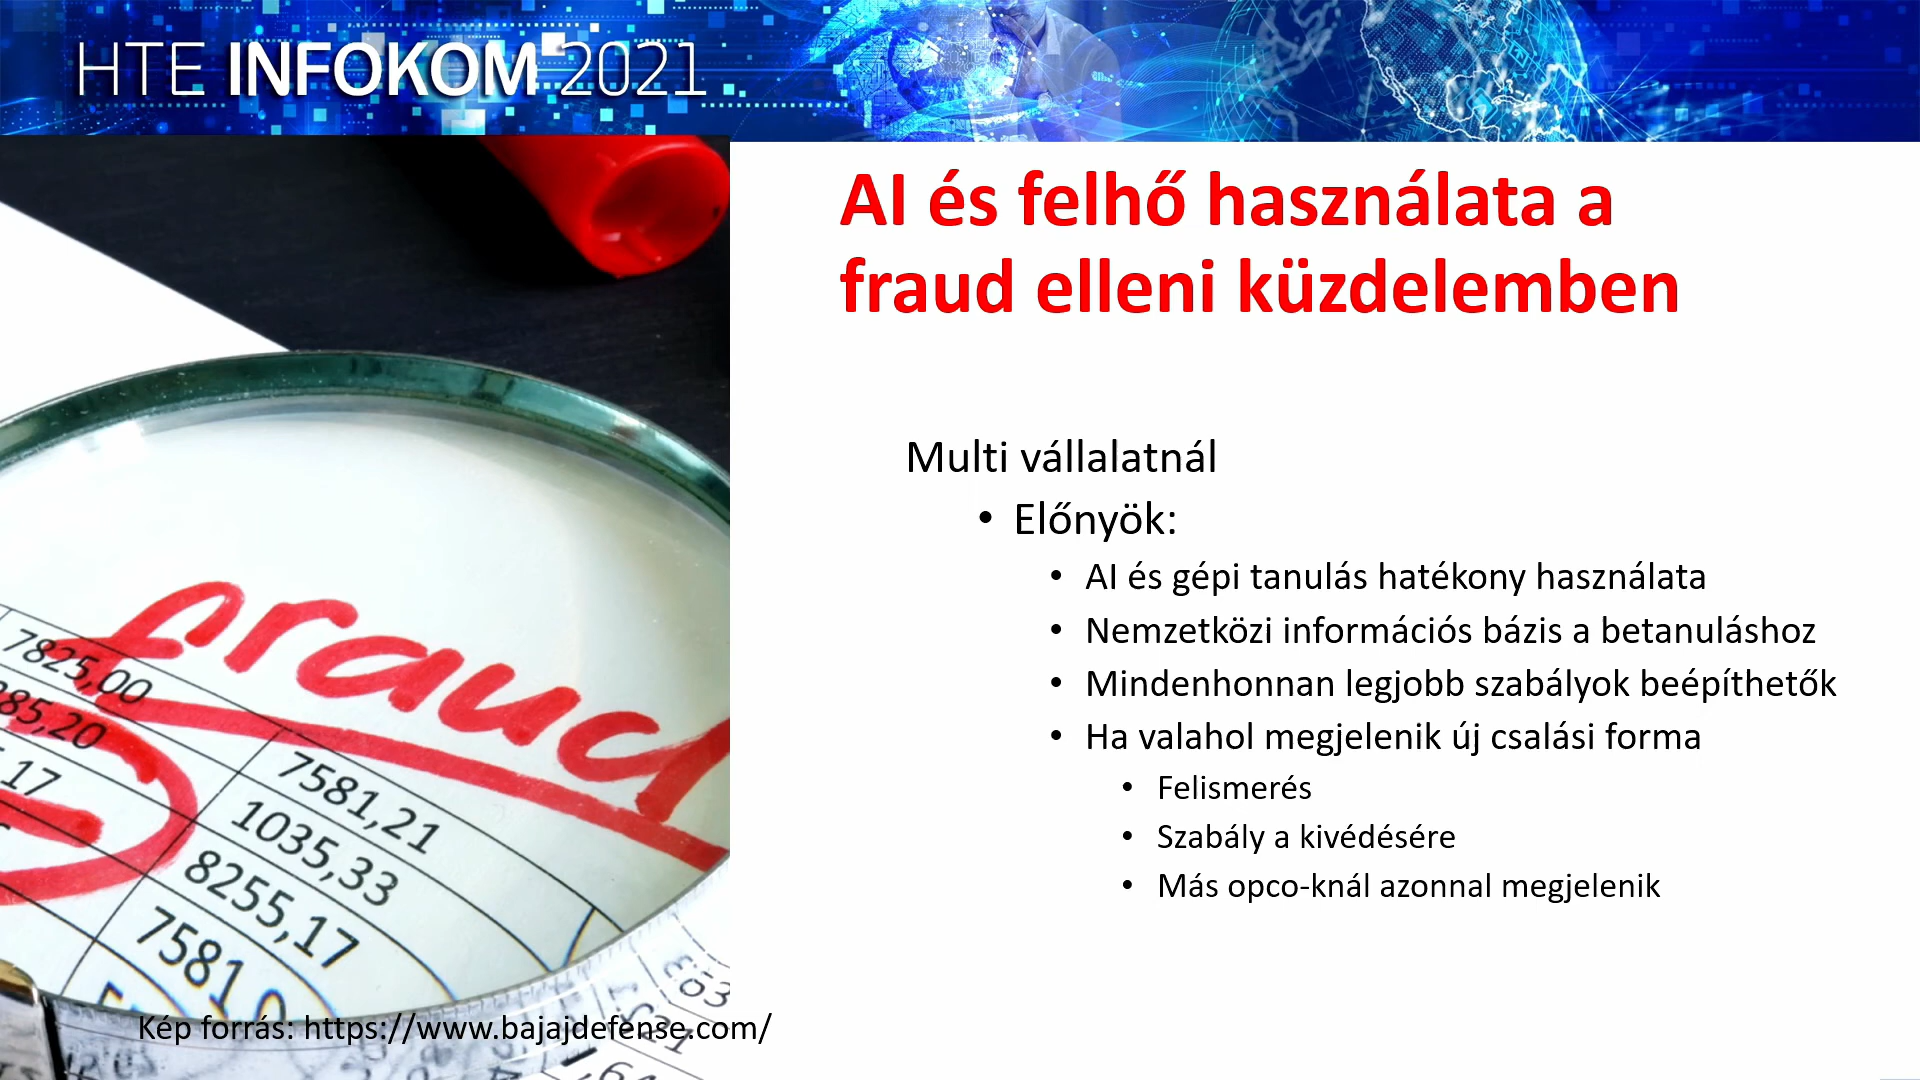 HTE INFOKOM 2021
AI és felhő használata a
fraud elleni küzdelemben
Multi vállalatnál
• Előnyök:
• AI és gépi tanulás hatékony használata
• Nemzetközi információs bázis a betanuláshoz
• Mindenhonnan legjobb szabályok beépíthetők
• Ha valahol megjelenik új csalási forma
• Felismerés
• Szabály a kivédésére
• Más opco-knál azonnal megjelenik
fraud
7825,00
85,20
17
7581,21
1035,33
8255,17
7581
Kép forrás: https://www.bajajdefense.com/